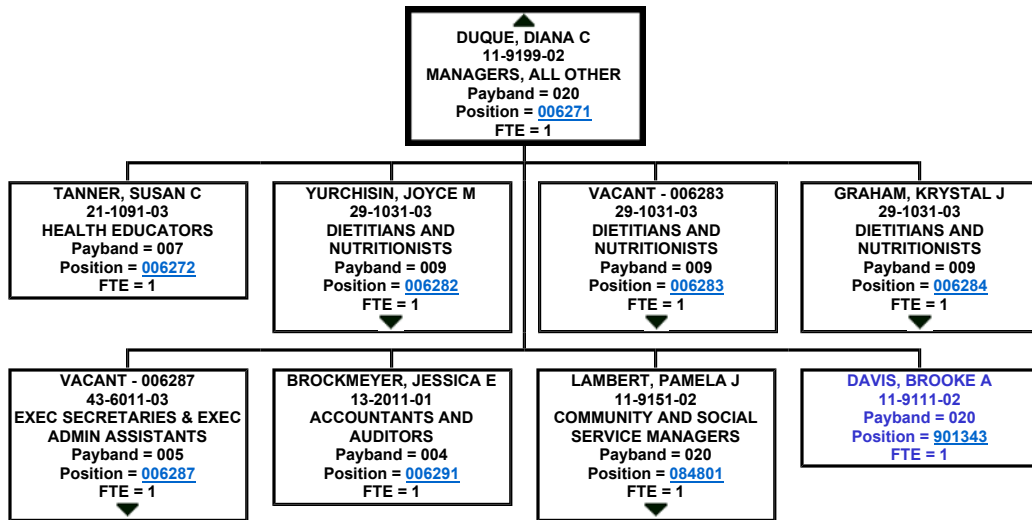 DUQUE, DIANA C
11-9199-02
MANAGERS, ALL OTHER
Payband = 020
Position = 006271
FTE = 1
TANNER, SUSAN C
21-1091-03
HEALTH EDUCATORS
Payband = 007
Position = 006272
FTE = 1
YURCHISIN, JOYCE M
29-1031-03
DIETITIANS AND
NUTRITIONISTS
Payband = 009
Position = 006282
FTE = 1
VACANT - 006283
29-1031-03
DIETITIANS AND
NUTRITIONISTS
Payband = 009
Position = 006283
FTE = 1
GRAHAM, KRYSTAL J
29-1031-03
DIETITIANS AND
NUTRITIONISTS
Payband = 009
Position = 006284
FTE = 1
VACANT - 006287
43-6011-03
EXEC SECRETARIES & EXEC
ADMIN ASSISTANTS
Payband = 005
Position = 006287
FTE = 1
BROCKMEYER, JESSICA E
13-2011-01
ACCOUNTANTS AND
AUDITORS
Payband = 004
Position = 006291
FTE = 1
LAMBERT, PAMELA J
11-9151-02
COMMUNITY AND SOCIAL
SERVICE MANAGERS
Payband = 020
Position = 084801
FTE = 1
DAVIS, BROOKE A
11-9111-02
Payband = 020
Position = 901343
FTE = 1